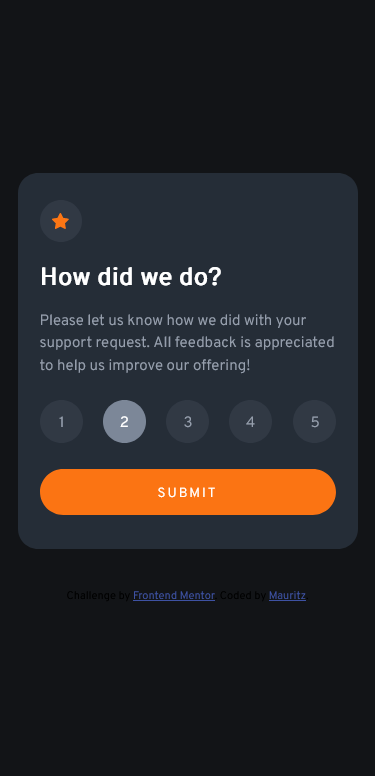 How did we do?
Please let us know how we did with your
support request. All feedback is appreciated
to help us improve our offering!
1 2 3 4 5
SUBMIT
Challenge by Frontend Mentor. Coded by Mauritz.